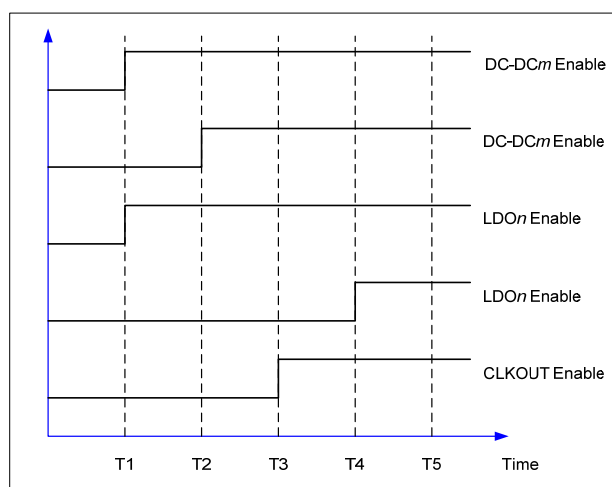 DC-DCm Enable
DC-DCm Enable
LDOn Enable
LDOn Enable
CLKOUT Enable
T1 T2 T3 T4 T5 Time